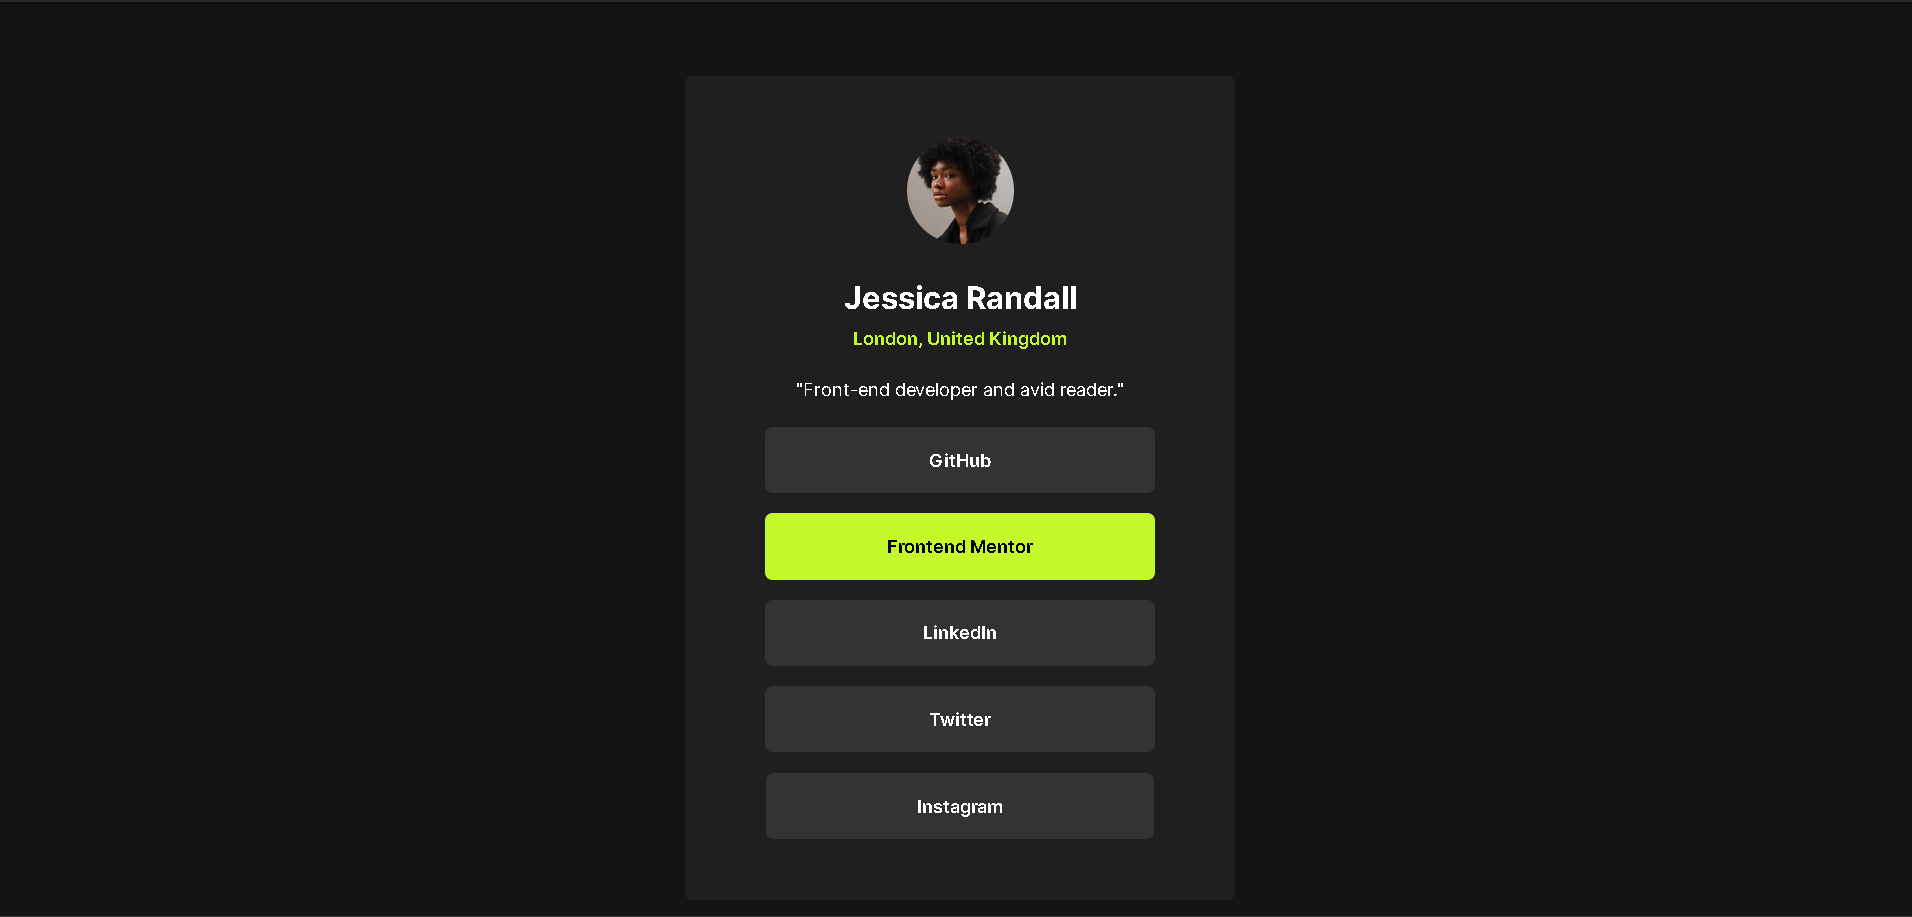 Jessica Randall
London, United Kingdom
"Front-end developer and avid reader."
GitHub
Frontend Mentor
LinkedIn
Twitter
Instagram